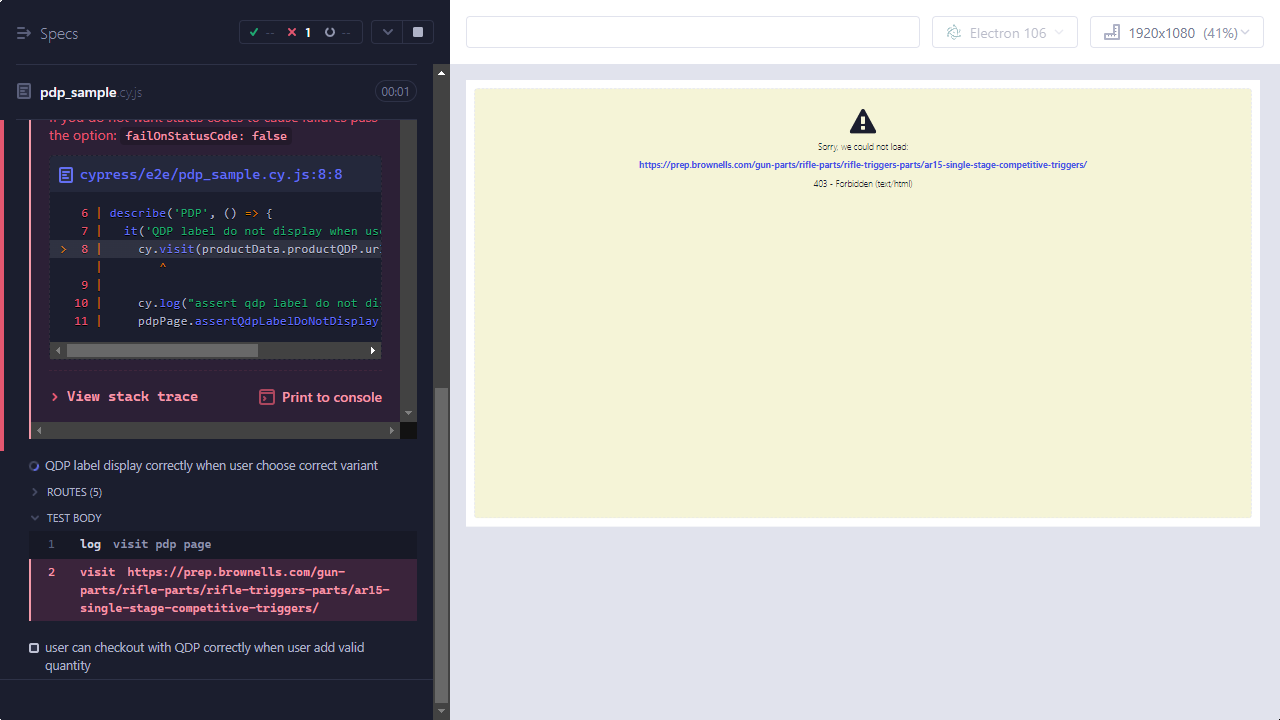 Specs
-- 1 --
Electron 106
1920x1080 (41%)
pdp_sample.cy.js
00:01
If you do not want status codes to cause failures pass
the option: failOnStatusCode: false
cypress/e2e/pdp_sample.cy.js:8:8
6 | describe('PDP', () => {
7 | it('QDP label do not display when use
> 8 | cy.visit(productData.productQDP.uri
| ^
9 |
10 | cy.log("assert qdp label do not dis
11 | pdpPage.assertQdpLabelDoNotDisplay
View stack trace
Print to console
QDP label display correctly when user choose correct variant
ROUTES (5)
TEST BODY
1 log visit pdp page
2 visit https://prep.brownells.com/gun-
parts/rifle-parts/rifle-triggers-parts/ar15-
single-stage-competitive-triggers/
user can checkout with QDP correctly when user add valid
quantity
Sorry, we could not load:
https://prep.brownells.com/gun-parts/rifle-parts/rifle-triggers-parts/ar15-single-stage-competitive-triggers/
403 - Forbidden (text/html)